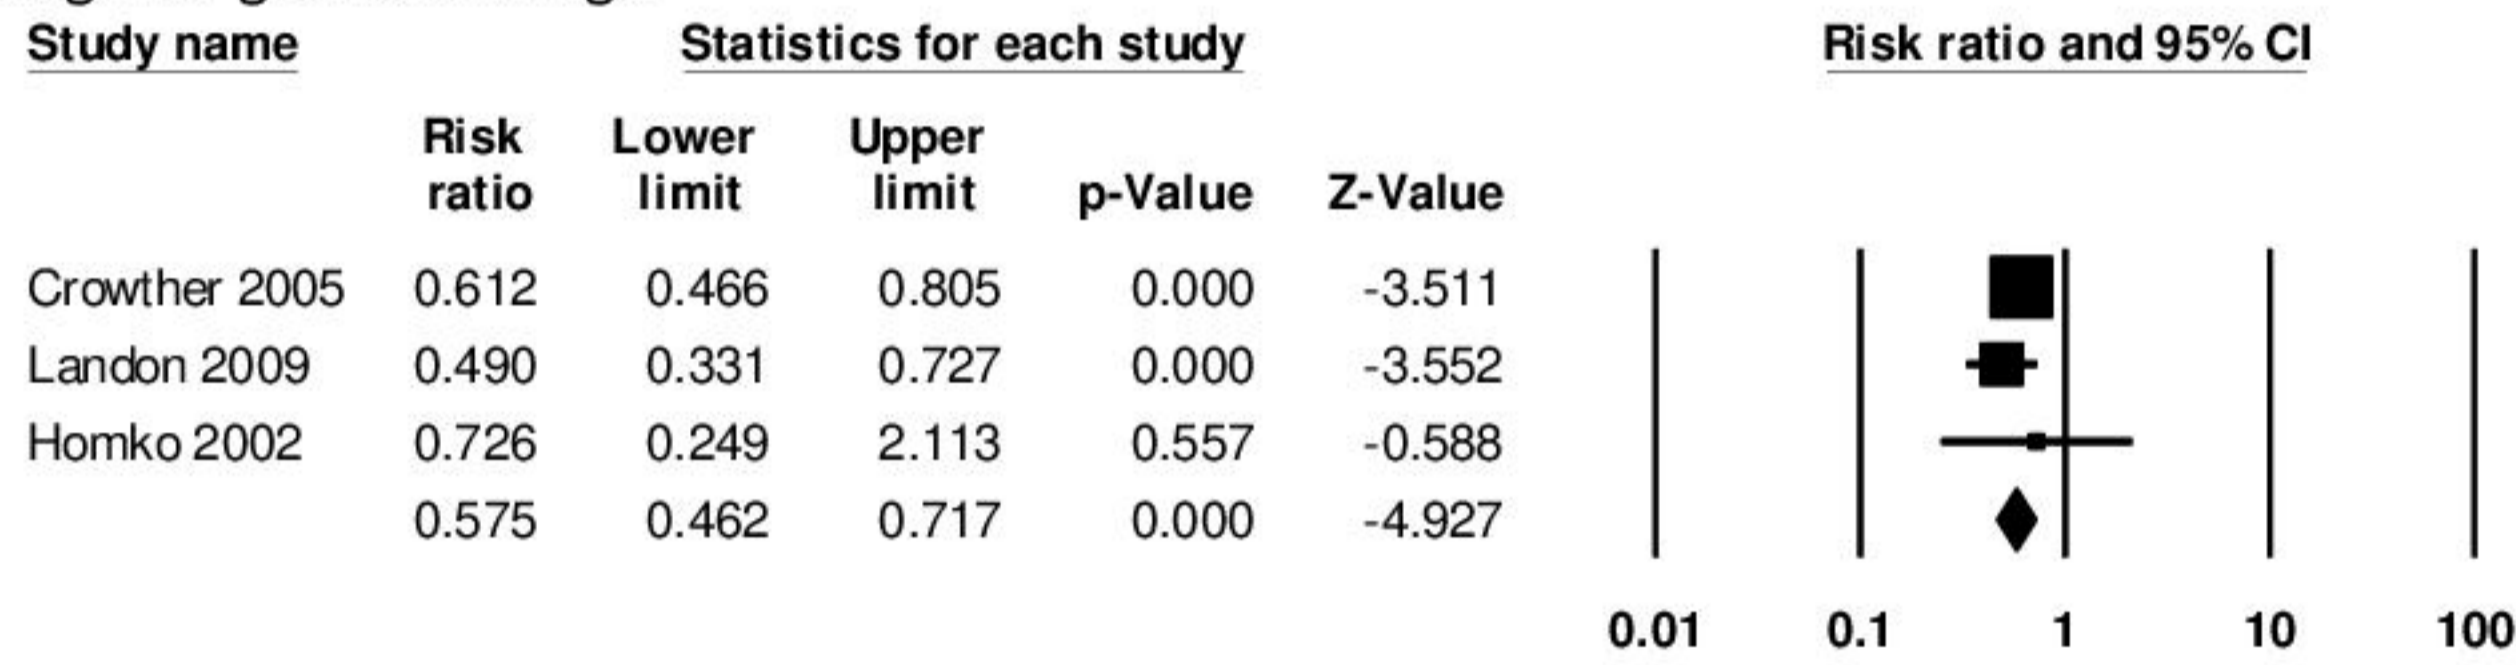 Study name Statistics for each study Risk ratio and 95% CI
Risk ratio Lower limit Upper limit p-Value Z-Value
Crowther 2005 0.612 0.466 0.805 0.000 -3.511
Landon 2009 0.490 0.331 0.727 0.000 -3.552
Homko 2002 0.726 0.249 2.113 0.557 -0.588
0.575 0.462 0.717 0.000 -4.927
0.01 0.1 1 10 100